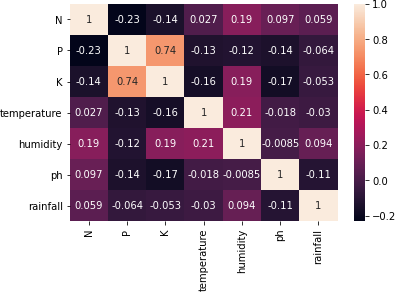 N 1 -0.23 -0.14 0.027 0.19 0.097 0.059
P -0.23 1 0.74 -0.13 -0.12 -0.14 -0.064
K -0.14 0.74 1 -0.16 0.19 -0.17 -0.053
temperature 0.027 -0.13 -0.16 1 0.21 -0.018 -0.03
humidity 0.19 -0.12 0.19 0.21 1 -0.0085 0.094
ph 0.097 -0.14 -0.17 -0.018 -0.0085 1 -0.11
rainfall 0.059 -0.064 -0.053 -0.03 0.094 -0.11 1
N P K temperature humidity ph rainfall
1.0
0.8
0.6
0.4
0.2
0.0
-0.2